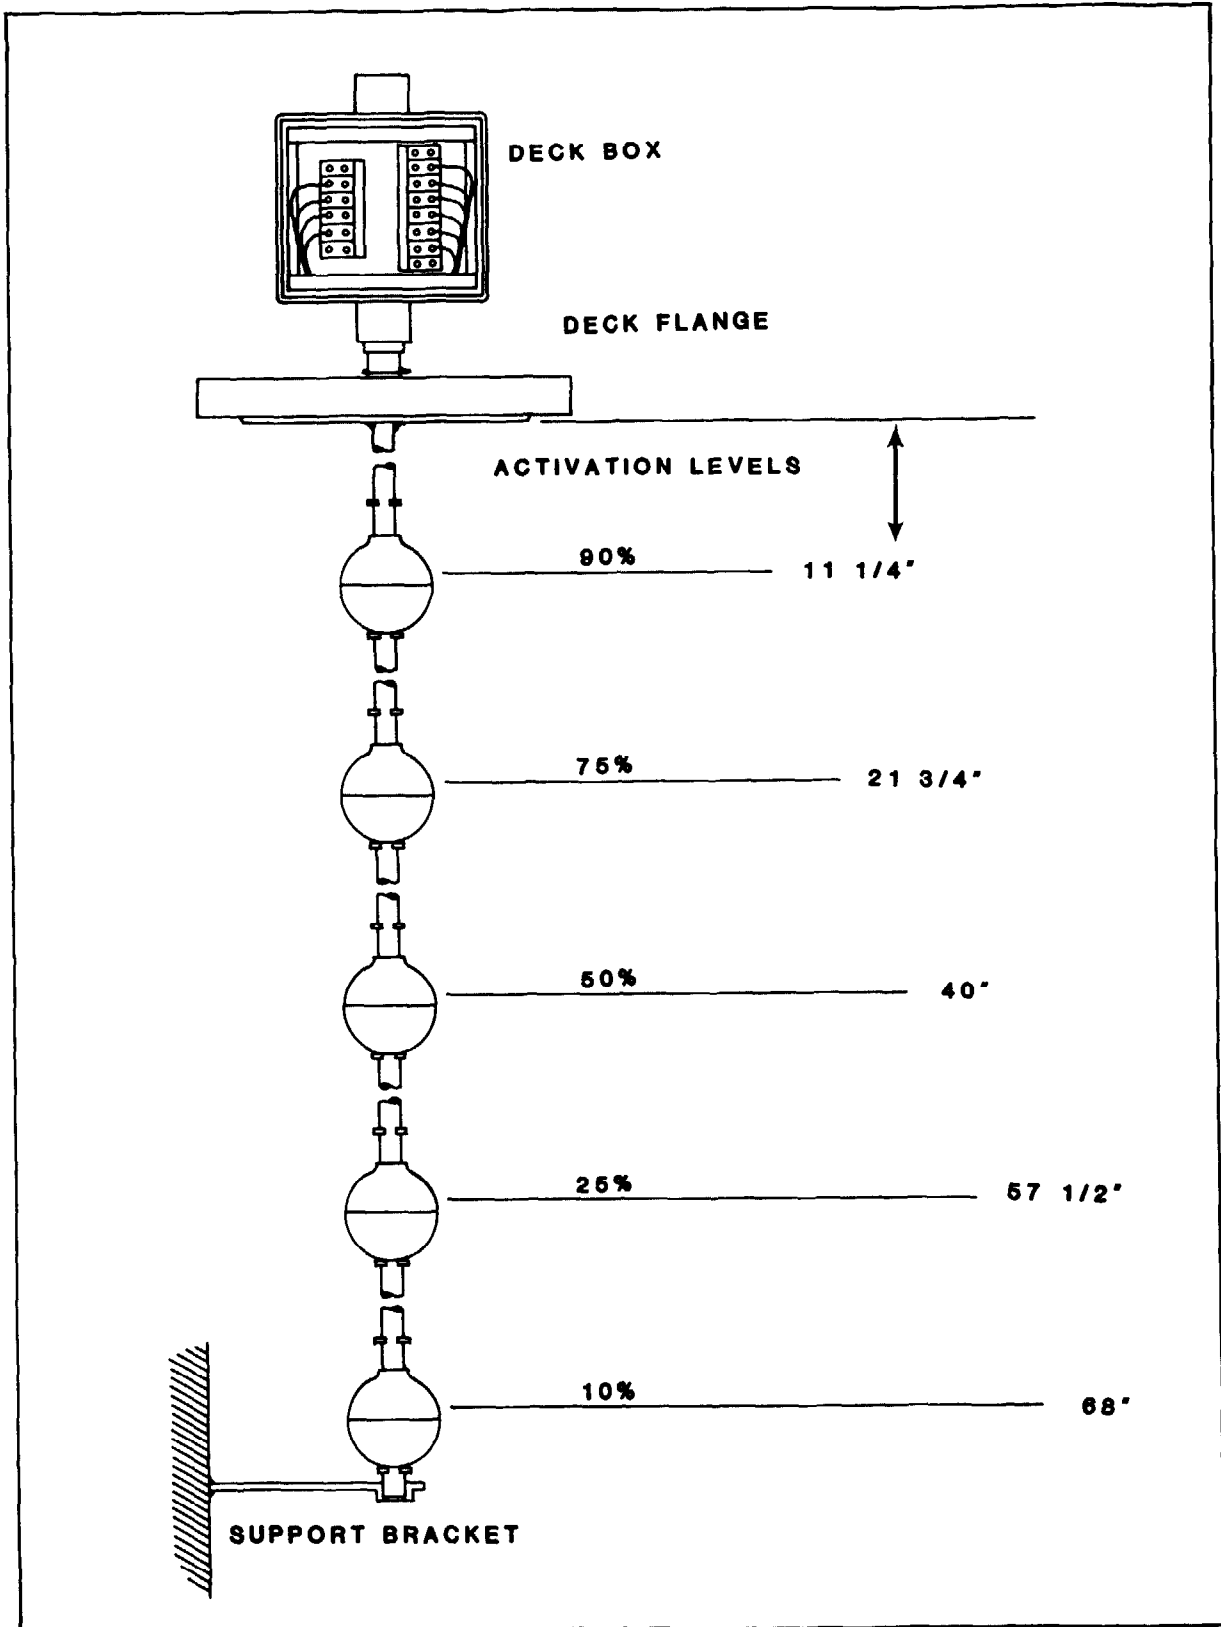 DECK BOX
DECK FLANGE
ACTIVATION LEVELS
90% 11 1/4"
75% 21 3/4"
50% 40"
25% 57 1/2"
10% 68"
SUPPORT BRACKET